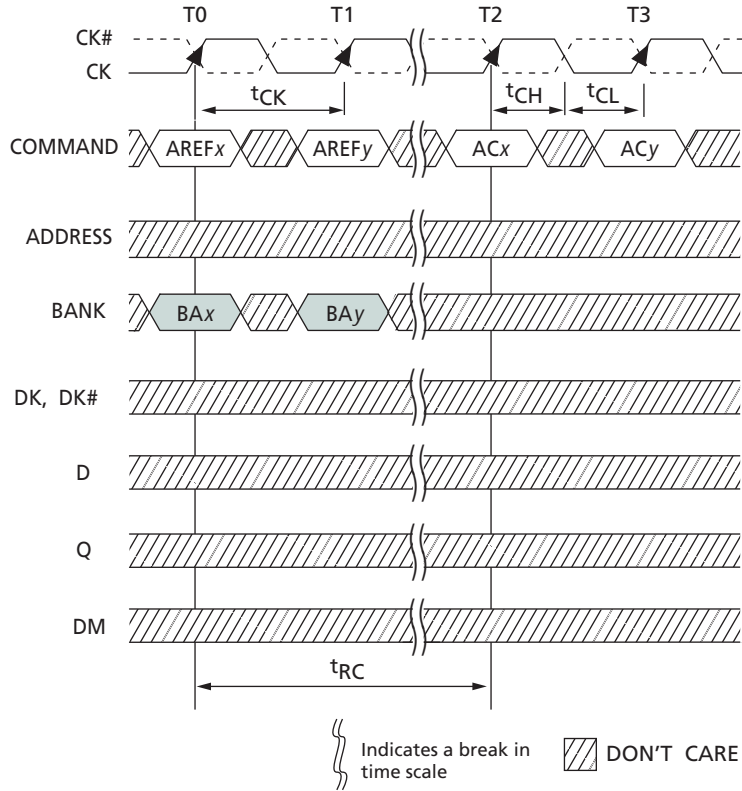 T0 T1 T2 T3
CK#
CK
tCK tCH tCL
COMMAND AREFx AREFy ACx ACy
ADDRESS
BANK BAx BAy
DK, DK#
D
Q
DM
tRC
Indicates a break in
time scale
DON'T CARE